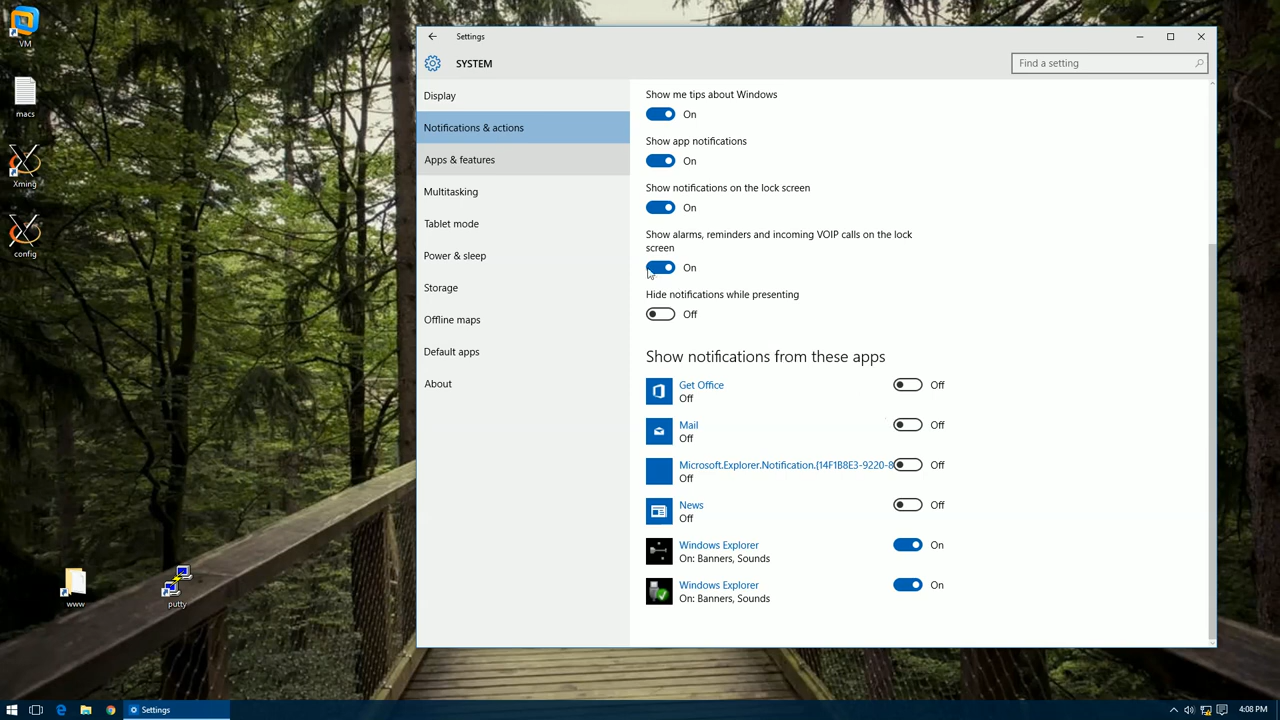 VM
macs
Xming
config
www
putty
Settings
SYSTEM
Find a setting
Display
Notifications & actions
Apps & features
Multitasking
Tablet mode
Power & sleep
Storage
Offline maps
Default apps
About
Show me tips about Windows
On
Show app notifications
On
Show notifications on the lock screen
On
Show alarms, reminders and incoming VOIP calls on the lock
screen
On
Hide notifications while presenting
Off
Show notifications from these apps
Get Office
Off
Off
Mail
Off
Off
Microsoft.Explorer.Notification.{14F1B8E3-9220-8
Off
Off
News
Off
Off
Windows Explorer
On: Banners, Sounds
On
Windows Explorer
On: Banners, Sounds
On
Settings
4:08 PM